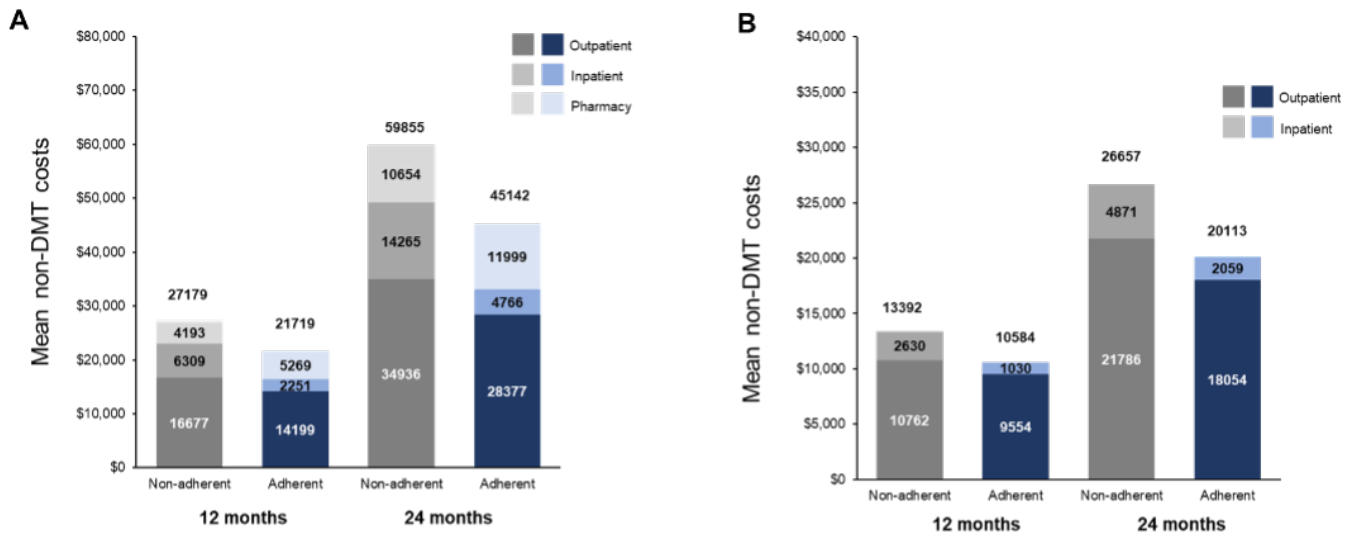 A
Mean non-DMT costs
$80,000
$70,000
$60,000
$50,000
$40,000
$30,000
$20,000
$10,000
$0
Outpatient
Inpatient
Pharmacy
27179
4193
6309
16677
21719
5269
2251
14199
59855
10654
14265
34936
45142
11999
4766
28377
Non-adherent
Adherent
Non-adherent
Adherent
12 months
24 months
B
Mean non-DMT costs
$40,000
$35,000
$30,000
$25,000
$20,000
$15,000
$10,000
$5,000
$0
Outpatient
Inpatient
13392
2630
10762
10584
1030
9554
26657
4871
21786
20113
2059
18054
Non-adherent
Adherent
Non-adherent
Adherent
12 months
24 months